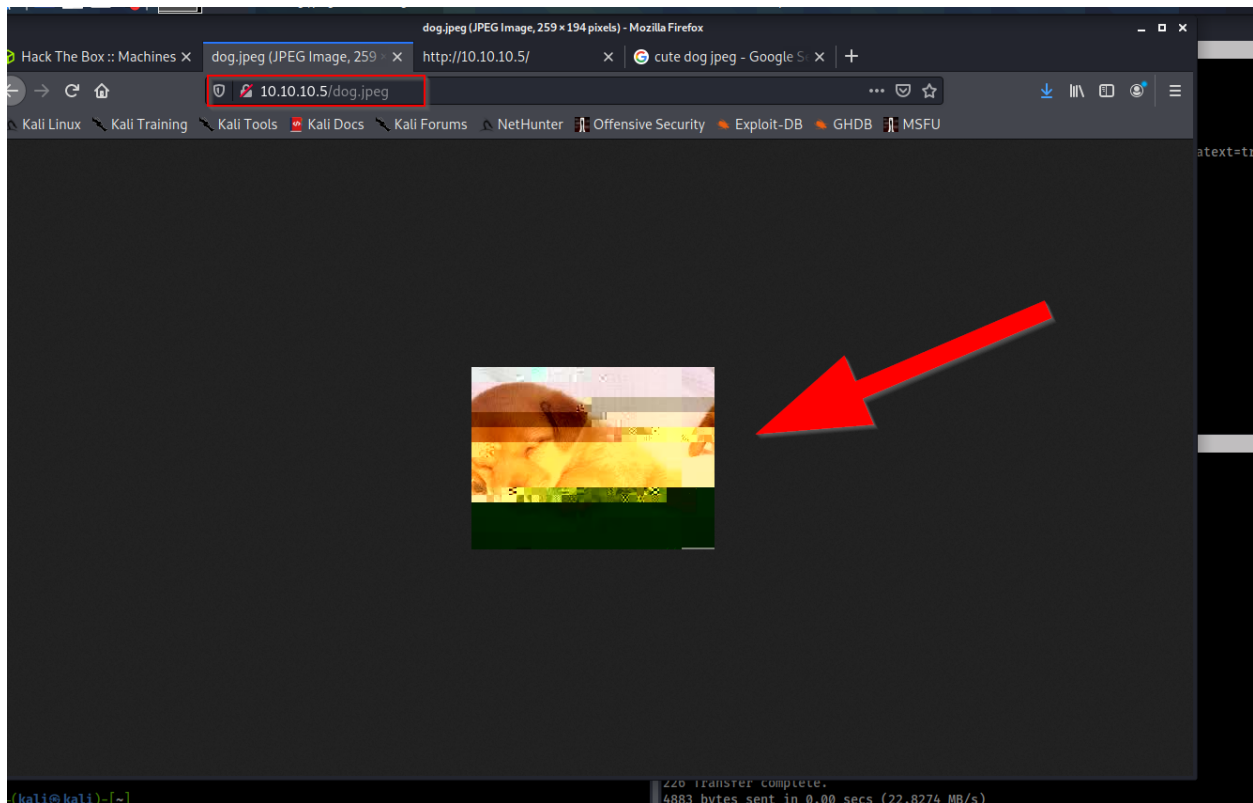 dog.jpeg (JPEG Image, 259 × 194 pixels) - Mozilla Firefox
Hack The Box :: Machines
dog.jpeg (JPEG Image, 259 ×
http://10.10.10.5/
cute dog jpeg - Google S
10.10.10.5/dog.jpeg
Kali Linux Kali Training Kali Tools Kali Docs Kali Forums NetHunter Offensive Security Exploit-DB GHDB MSFU
atext=tr
226 Transfer complete.
(kali㉿kali)-[~]
4883 bytes sent in 0.00 secs (22.8274 MB/s)